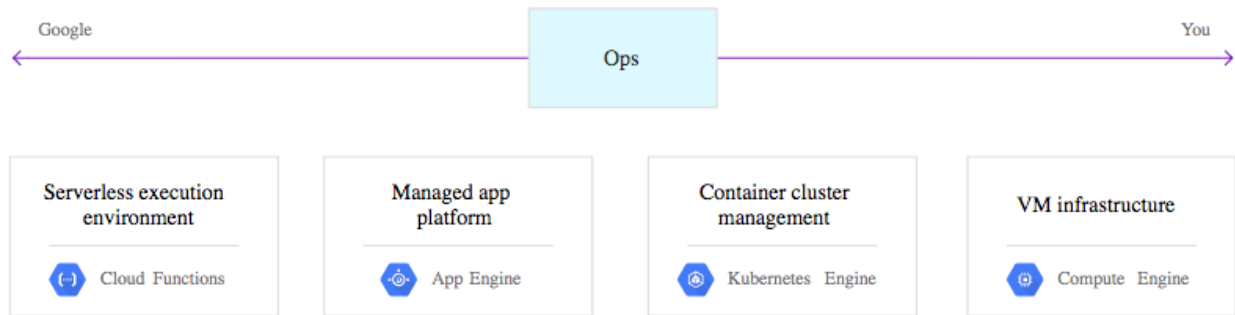 Google
You
Ops
Serverless execution
environment
Managed app
platform
Container cluster
management
VM infrastructure
Cloud Functions
App Engine
Kubernetes Engine
Compute Engine